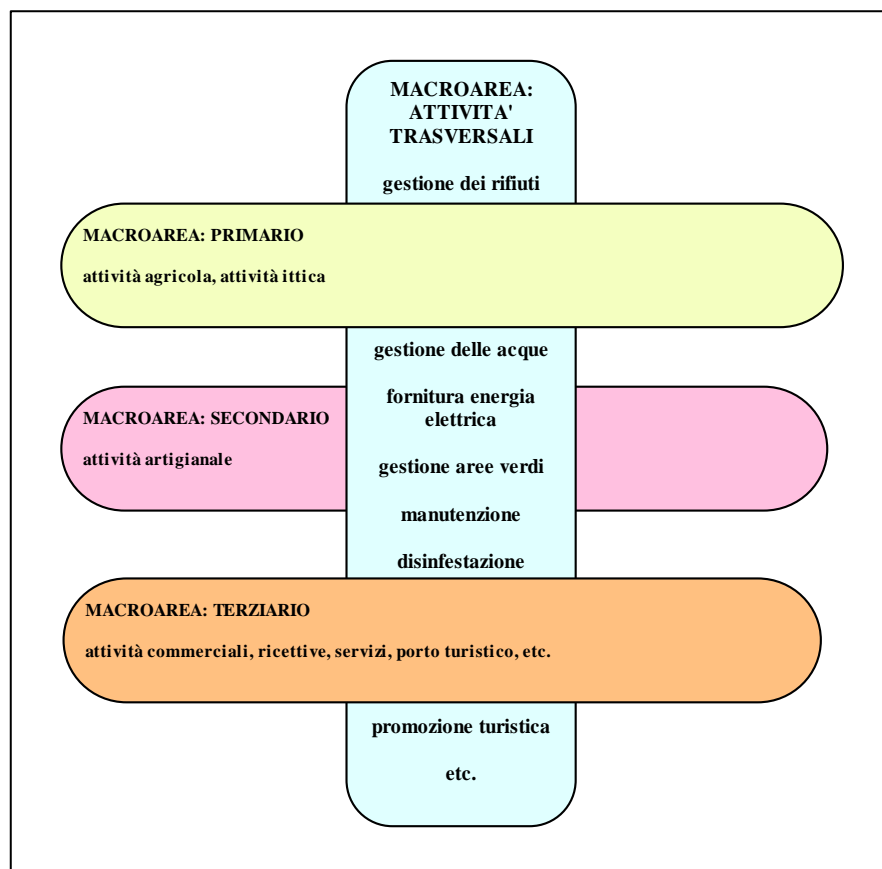 MACROAREA:
ATTIVITA'
TRASVERSALI
gestione dei rifiuti
MACROAREA: PRIMARIO
attività agricola, attività ittica
gestione delle acque
fornitura energia
elettrica
MACROAREA: SECONDARIO
attività artigianale
gestione aree verdi
manutenzione
disinfestazione
MACROAREA: TERZIARIO
attività commerciali, ricettive, servizi, porto turistico, etc.
promozione turistica
etc.